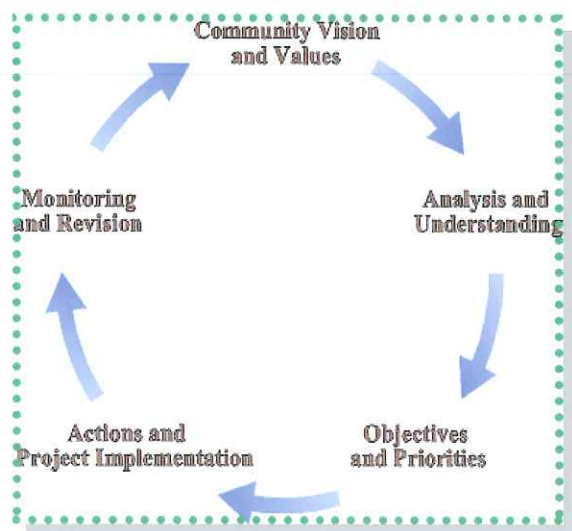 Community Vision
and Values
Analysis and
Understanding
Objectives
and Priorities
Actions and
Project Implementation
Monitoring
and Revision